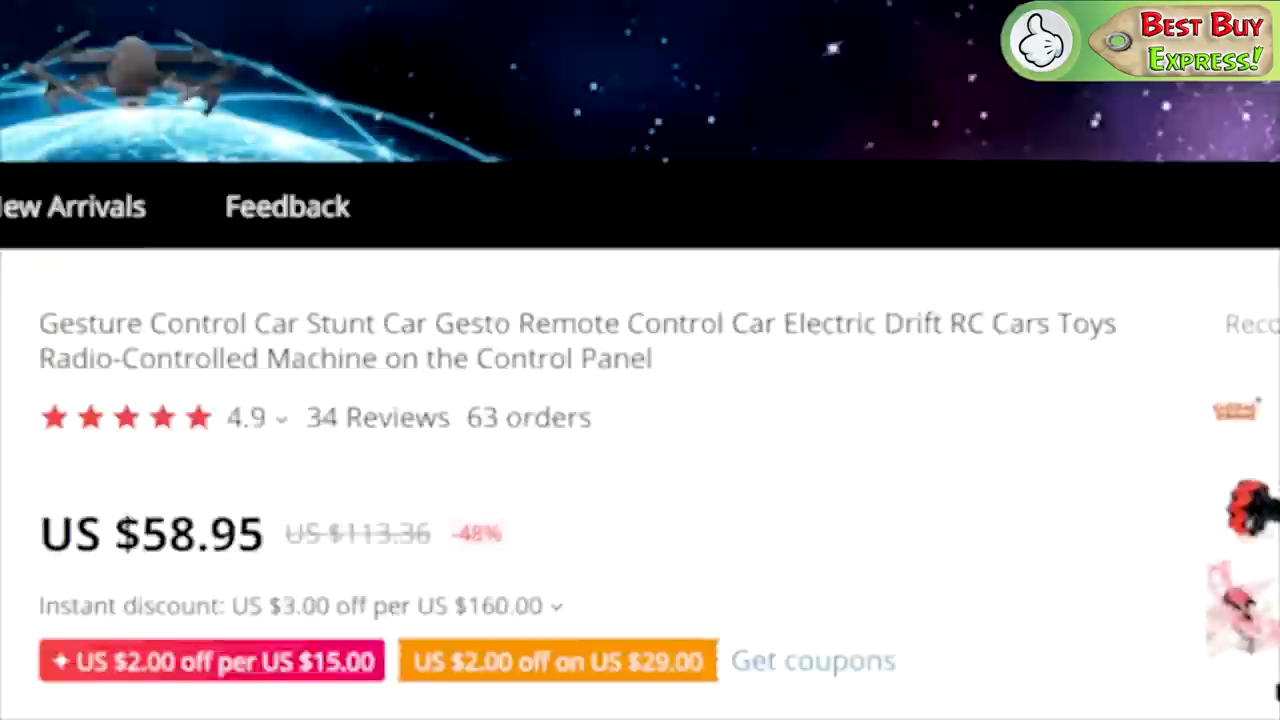 BEST BUY
EXPRESS!
New Arrivals
Feedback
Gesture Control Car Stunt Car Gesto Remote Control Car Electric Drift RC Cars Toys
Radio-Controlled Machine on the Control Panel
4.9
34 Reviews
63 orders
US $58.95
US $113.36
-48%
Instant discount: US $3.00 off per US $160.00
US $2.00 off per US $15.00
US $2.00 off on US $29.00
Get coupons